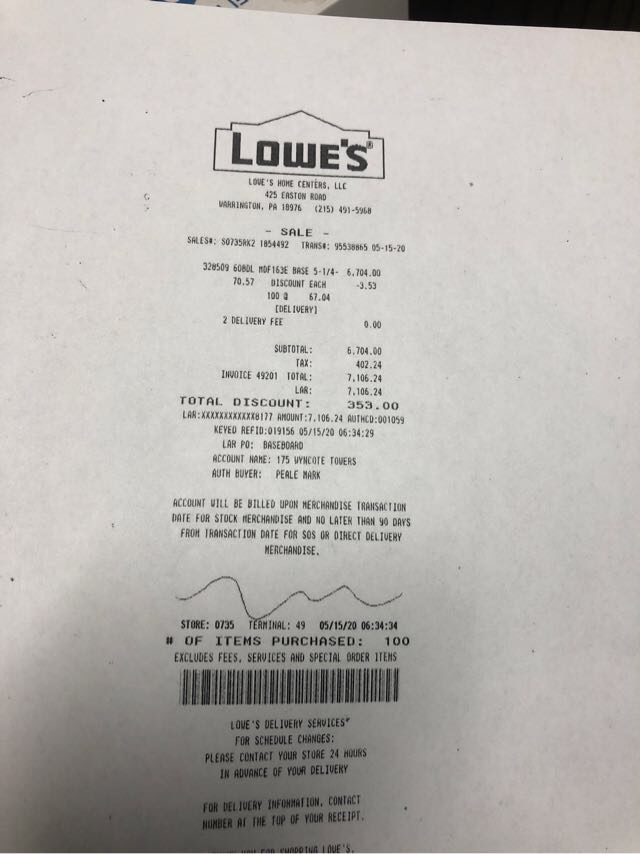 LOWE'S®
LOWE'S HOME CENTERS, LLC
425 EASTON ROAD
WARRINGTON, PA 18976 (215) 491-5968
- SALE -
SALES#: S0735RK2 1854492 TRANS#: 95538865 05-15-20
328509 608DL MDF163E BASE 5-1/4- 6,704.00
70.57 DISCOUNT EACH -3.53
100 @ 67.04
[DELIVERY]
2 DELIVERY FEE 0.00
SUBTOTAL: 6,704.00
TAX: 402.24
INVOICE 49201 TOTAL: 7,106.24
LAR: 7,106.24
TOTAL DISCOUNT: 353.00
LAR:XXXXXXXXXXXX8177 AMOUNT:7,106.24 AUTHCD:001059
KEYED REFID:019156 05/15/20 06:34:29
LAR PO: BASEBOARD
ACCOUNT NAME: 175 WYNCOTE TOWERS
AUTH BUYER: PEALE MARK
ACCOUNT WILL BE BILLED UPON MERCHANDISE TRANSACTION
DATE FOR STOCK MERCHANDISE AND NO LATER THAN 90 DAYS
FROM TRANSACTION DATE FOR SOS OR DIRECT DELIVERY
MERCHANDISE.
STORE: 0735 TERMINAL: 49 05/15/20 06:34:34
# OF ITEMS PURCHASED: 100
EXCLUDES FEES, SERVICES AND SPECIAL ORDER ITEMS
LOWE'S DELIVERY SERVICES
FOR SCHEDULE CHANGES:
PLEASE CONTACT YOUR STORE 24 HOURS
IN ADVANCE OF YOUR DELIVERY
FOR DELIVERY INFORMATION, CONTACT
NUMBER AT THE TOP OF YOUR RECEIPT.
YOU FOR SHOPPING LOWE'S.